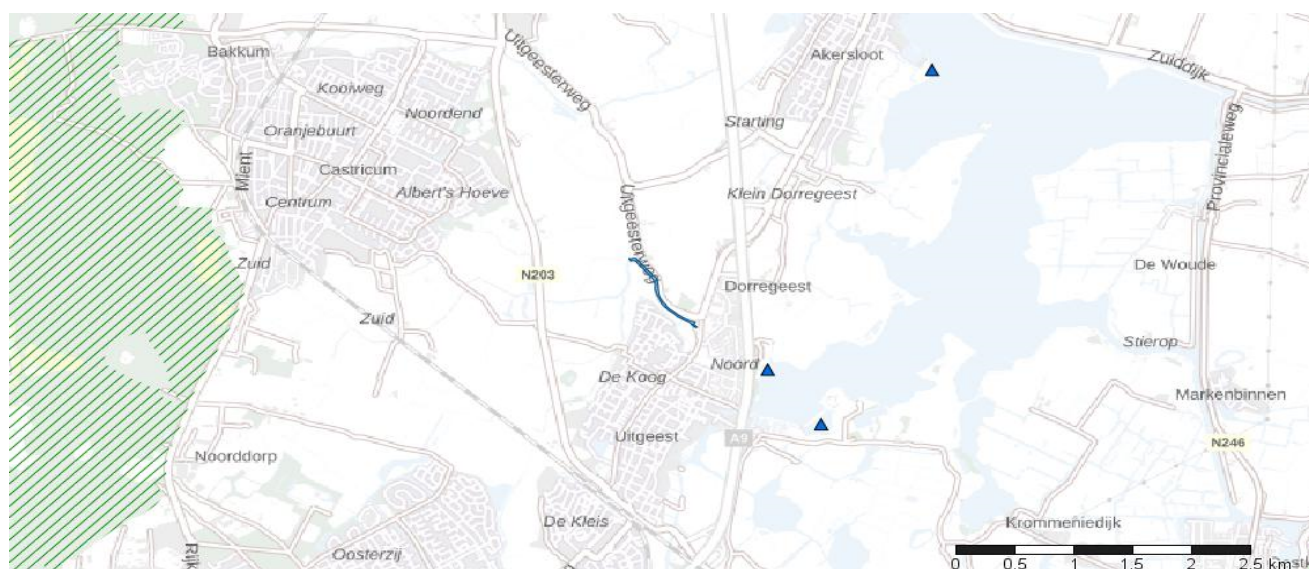 Bakkum
Uitgeesterweg
Akersloot
Zuiddijk
Kooiweg
Noordend
Oranjebuurt
Starting
Provincialeweg
Mient
Castricum
Albert's Hoeve
Klein Dorregeest
Centrum
Uitgeesterweg
Zuid
N203
De Woude
Dorregeest
Zuid
Stierop
Noord
De Koog
Markenbinnen
Uitgeest
A9
N246
Noorddorp
De Kleis
Krommeniedijk
Oosterzij
Rijk
0 0.5 1 1.5 2 2.5 km